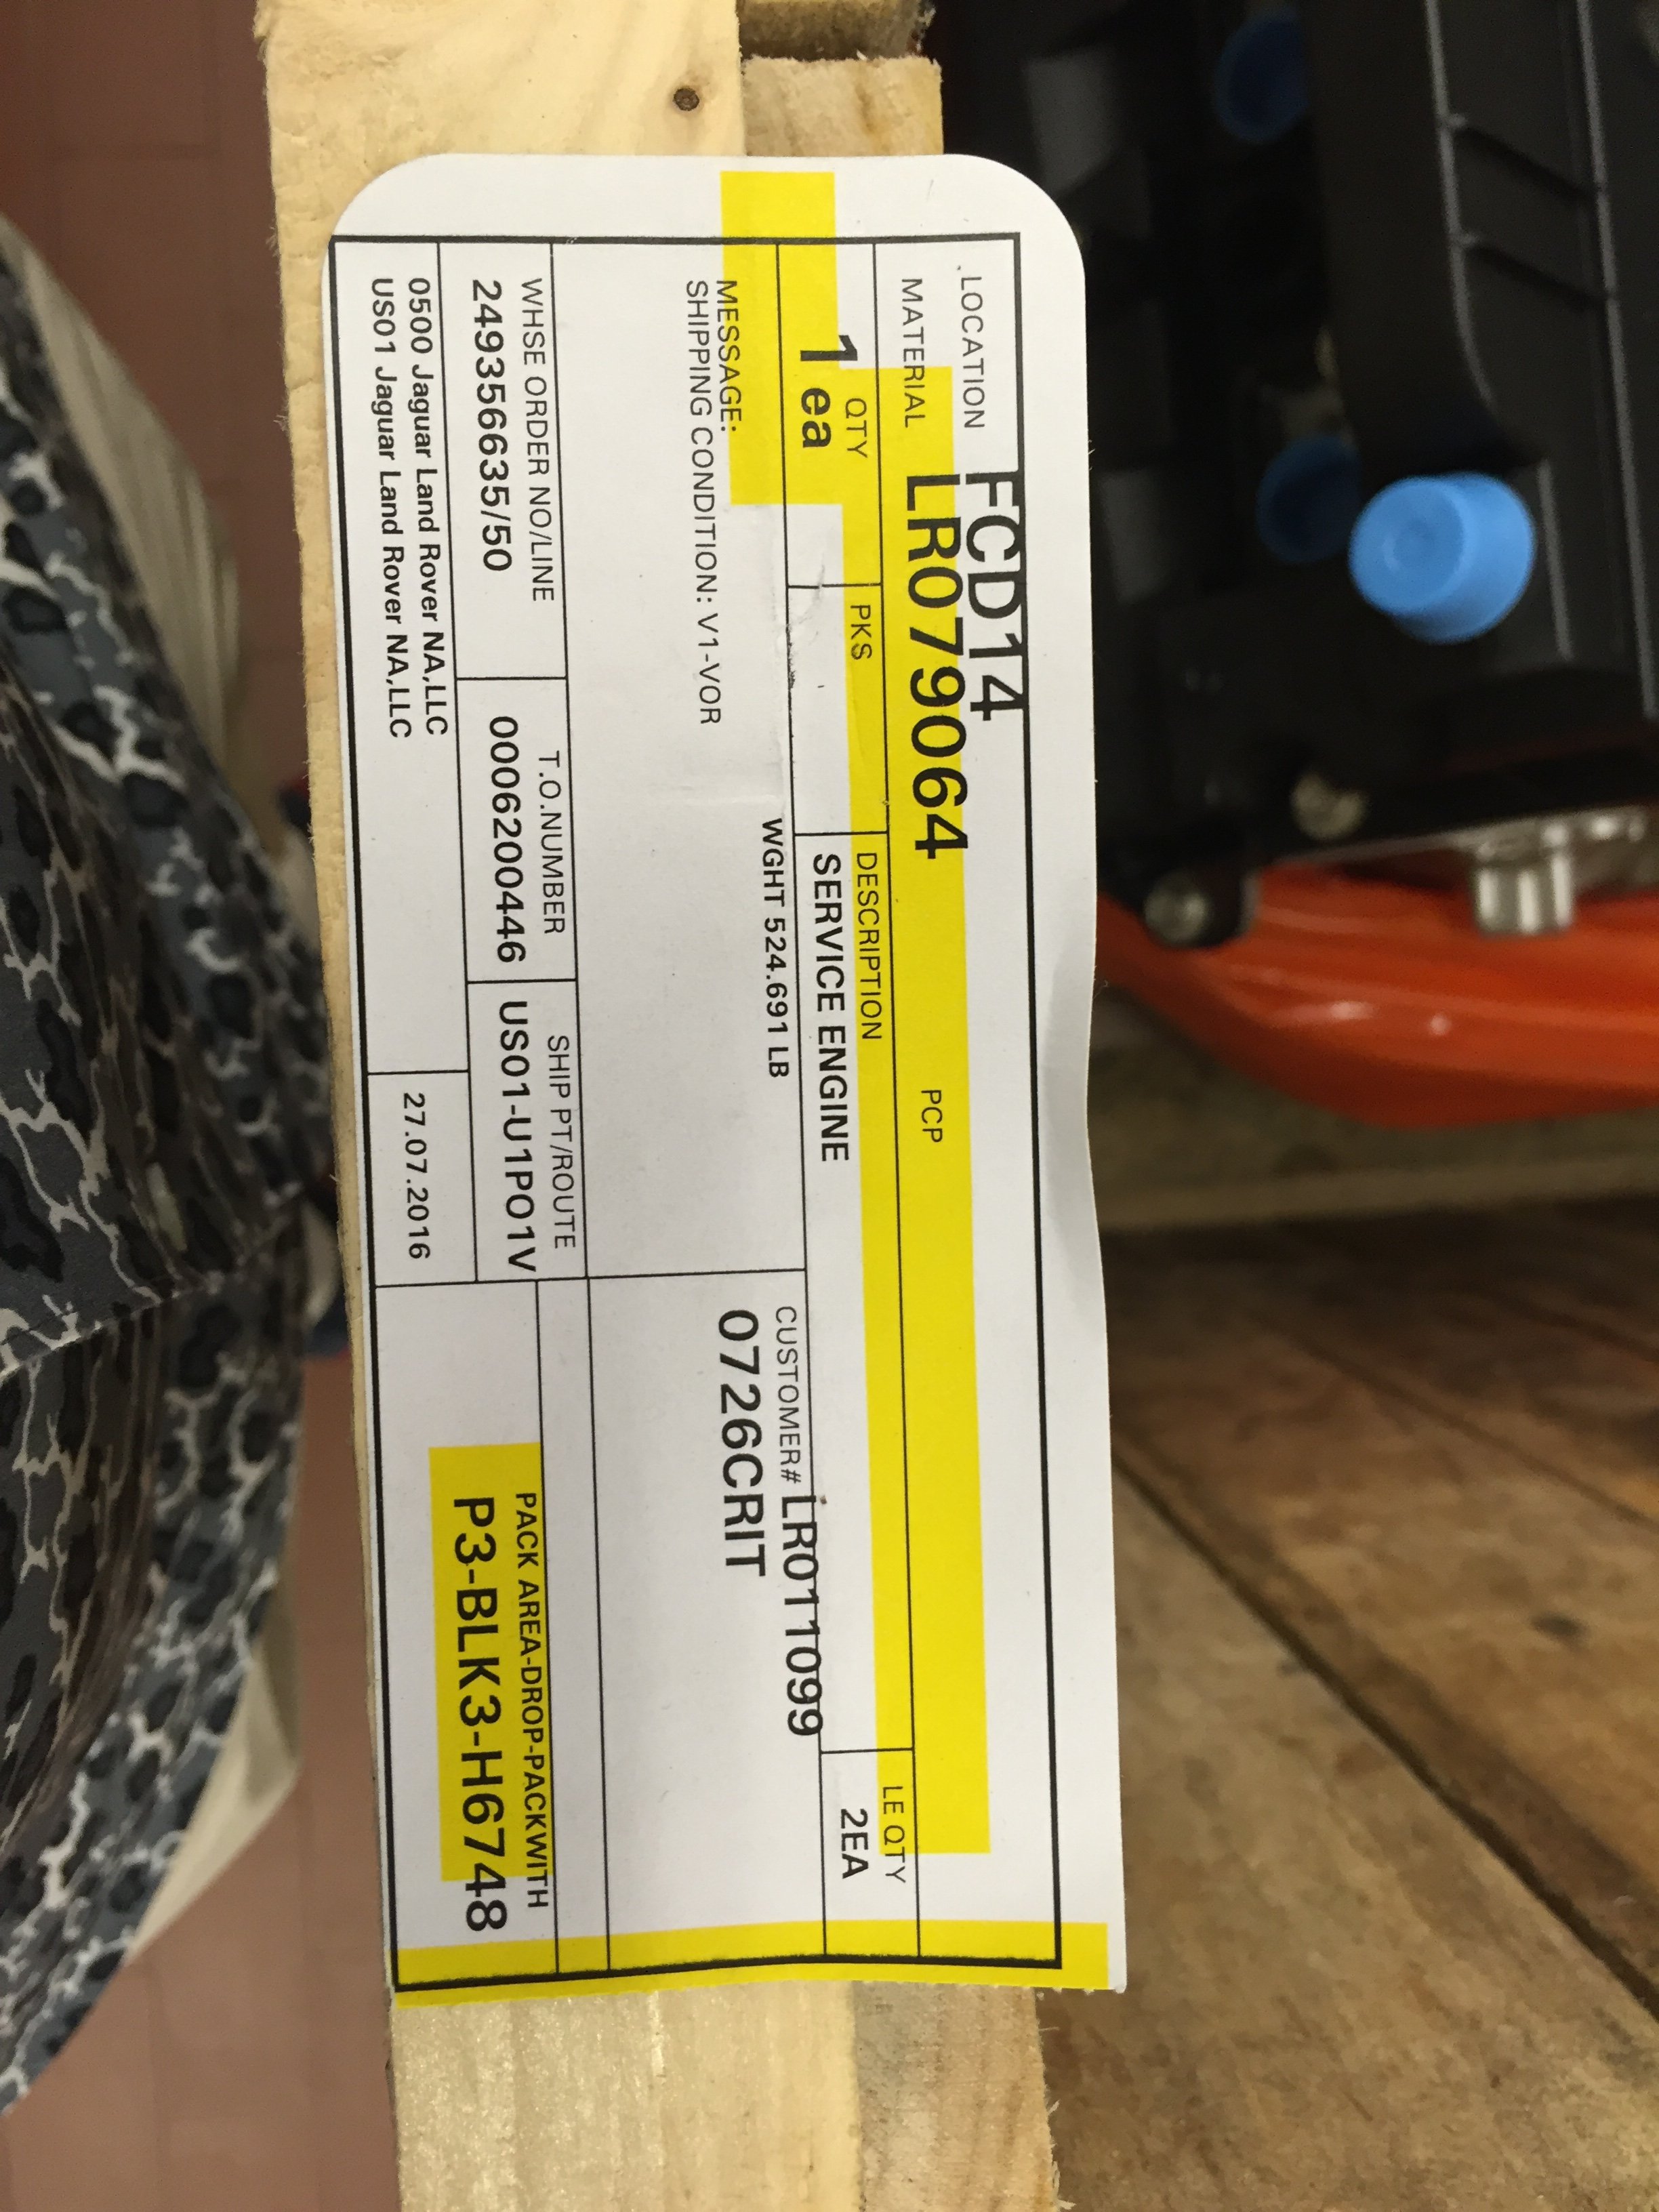 LOCATION FCD14
MATERIAL LR079064 PCP
QTY PKS DESCRIPTION LE QTY
1 ea SERVICE ENGINE 2EA
WGHT 524.691 LB CUSTOMER# LR011099
MESSAGE: 0726CRIT
SHIPPING CONDITION: V1-VOR
WHSE ORDER NO/LINE T.O.NUMBER SHIP PT/ROUTE PACK AREA-DROP-PACKWITH
2493566635/50 0006200446 US01-U1PO1V P3-BLK3-H6748
0500 Jaguar Land Rover NA,LLC 27.07.2016
US01 Jaguar Land Rover NA,LLC